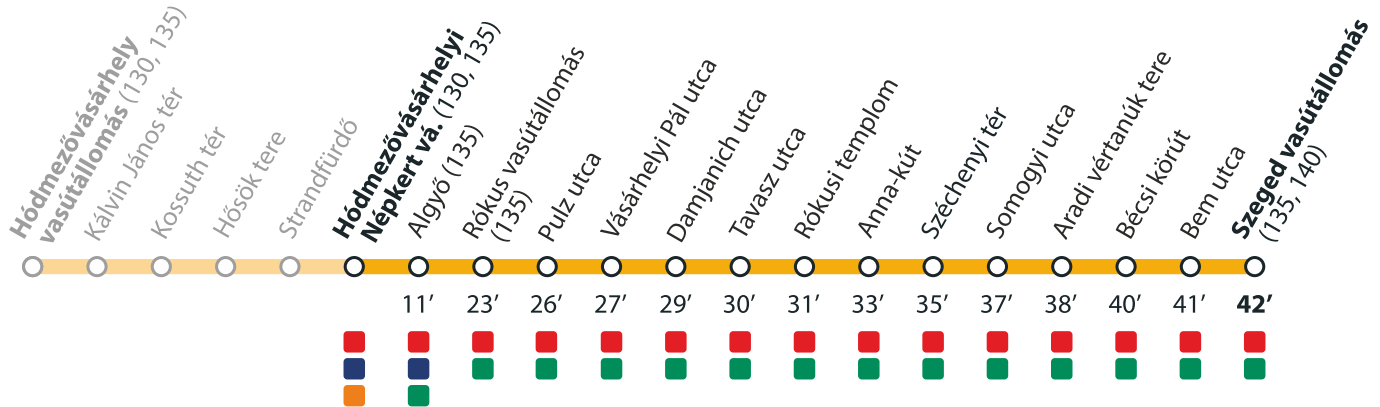 Hódmezővásárhely
vasútállomás (130, 135)
Kálvin János tér
Kossuth tér
Hősök tere
Strandfürdő
Hódmezővásárhelyi
Népkert vá. (130, 135)
Algyő (135)
Rókus vasútállomás
(135)
Pulz utca
Vásárhelyi Pál utca
Damjanich utca
Tavasz utca
Rókusi templom
Anna-kút
Széchenyi tér
Somogyi utca
Aradi vértanúk tere
Bécsi körút
Bem utca
Szeged vasútállomás
(135, 140)
11’ 23’ 26’ 27’ 29’ 30’ 31’ 33’ 35’ 37’ 38’ 40’ 41’ 42’